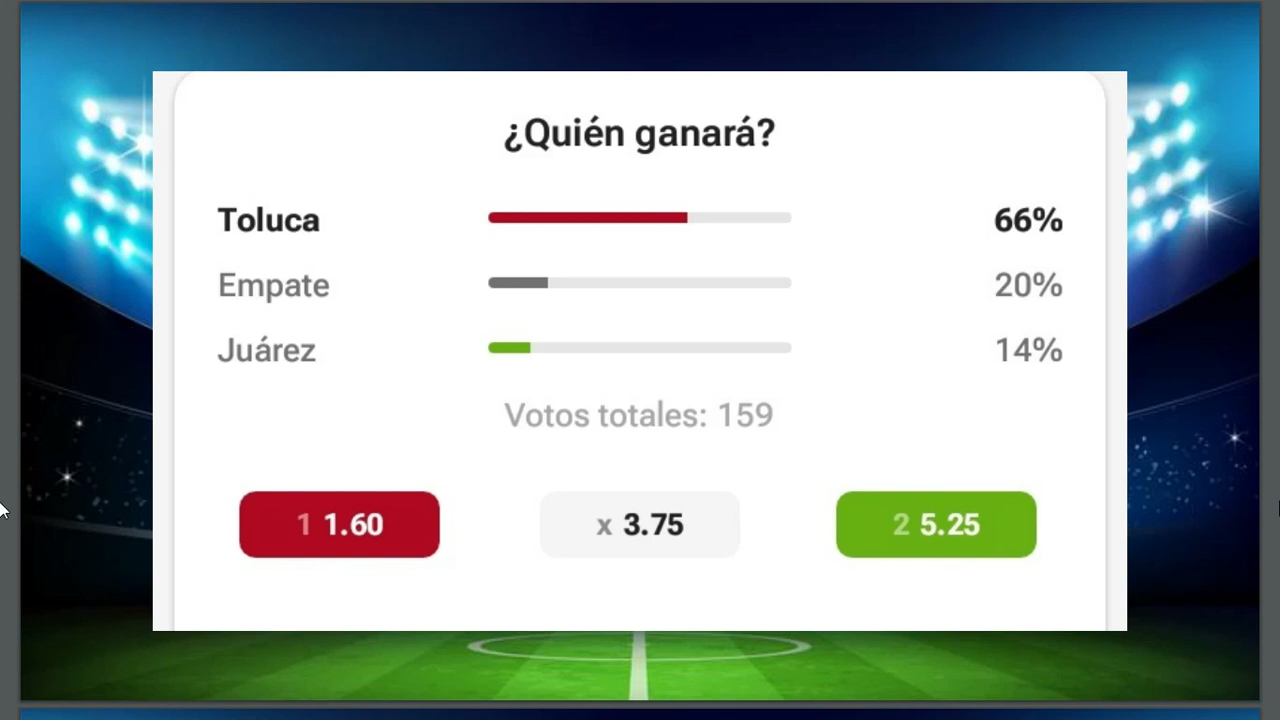 ¿Quién ganará?
Toluca 66%
Empate 20%
Juárez 14%
Votos totales: 159
1 1.60 x 3.75 2 5.25